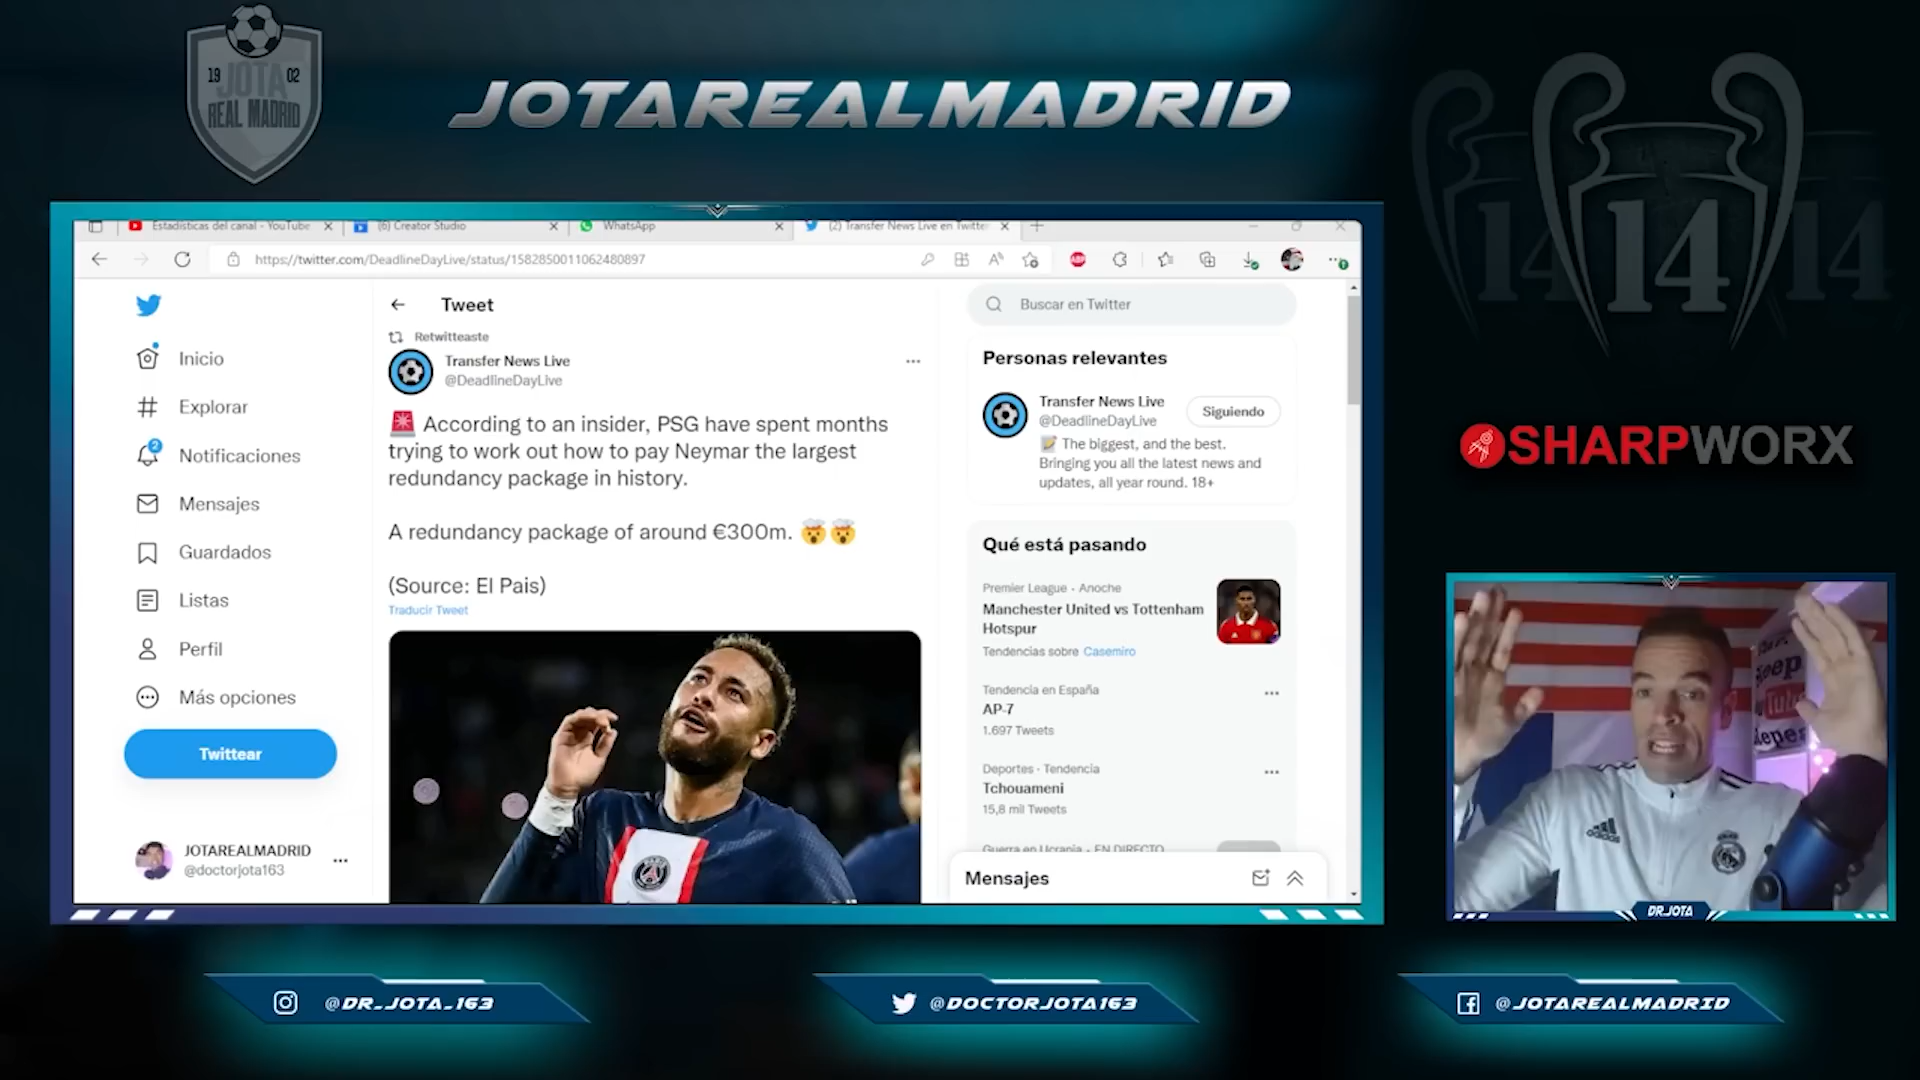 19 02
JOTA
REAL MADRID
JOTAREALMADRID
14 14 14
Estadísticas del canal - YouTube
(6) Creator Studio
WhatsApp
(2) Transfer News Live en Twitter
https://twitter.com/DeadlineDayLive/status/1582850011062480897
ABP
Tweet
Buscar en Twitter
Retwitteaste
Transfer News Live
@DeadlineDayLive
According to an insider, PSG have spent months
trying to work out how to pay Neymar the largest
redundancy package in history.
A redundancy package of around €300m.
(Source: El Pais)
Traducir Tweet
Inicio
Explorar
2
Notificaciones
Mensajes
Guardados
Listas
Perfil
Más opciones
Twittear
JOTAREALMADRID
@doctorjota163
PARIS
Personas relevantes
Transfer News Live
@DeadlineDayLive
Siguiendo
The biggest, and the best.
Bringing you all the latest news and
updates, all year round. 18+
Qué está pasando
Premier League · Anoche
Manchester United vs Tottenham
Hotspur
Tendencias sobre Casemiro
Tendencia en España
AP-7
1.697 Tweets
Deportes · Tendencia
Tchouameni
15,8 mil Tweets
Guerra en Ucrania · EN DIRECTO
Mensajes
SHARPWORX
adidas
DR.JOTA
@DR_JOTA_163
@DOCTORJOTA163
@JOTAREALMADRID